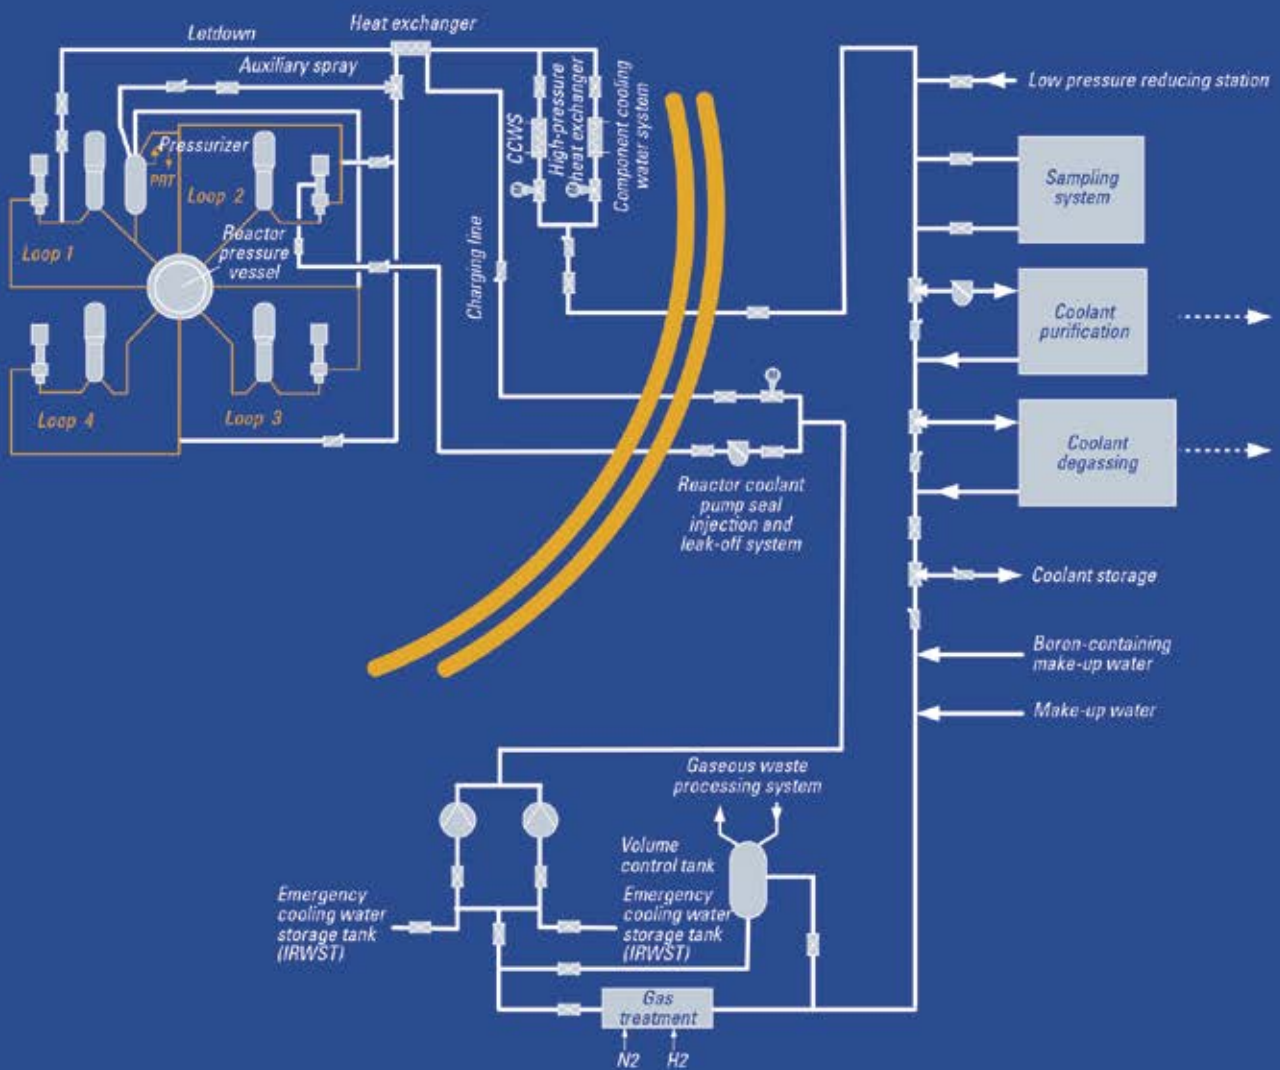 Heat exchanger
Letdown
Auxiliary spray
Pressurizer
PRT
Loop 2
Loop 1
Reactor
pressure
vessel
Loop 4
Loop 3
Charging line
CCWS
High-pressure
heat exchanger
Component cooling
water system
Low pressure reducing station
Sampling
system
Coolant
purification
Coolant
degassing
Reactor coolant
pump seal
injection and
leak-off system
Coolant storage
Boron-containing
make-up water
Make-up water
Gaseous waste
processing system
Volume
control tank
Emergency
cooling water
storage tank
(IRWST)
Emergency
cooling water
storage tank
(IRWST)
Gas
treatment
N2
H2